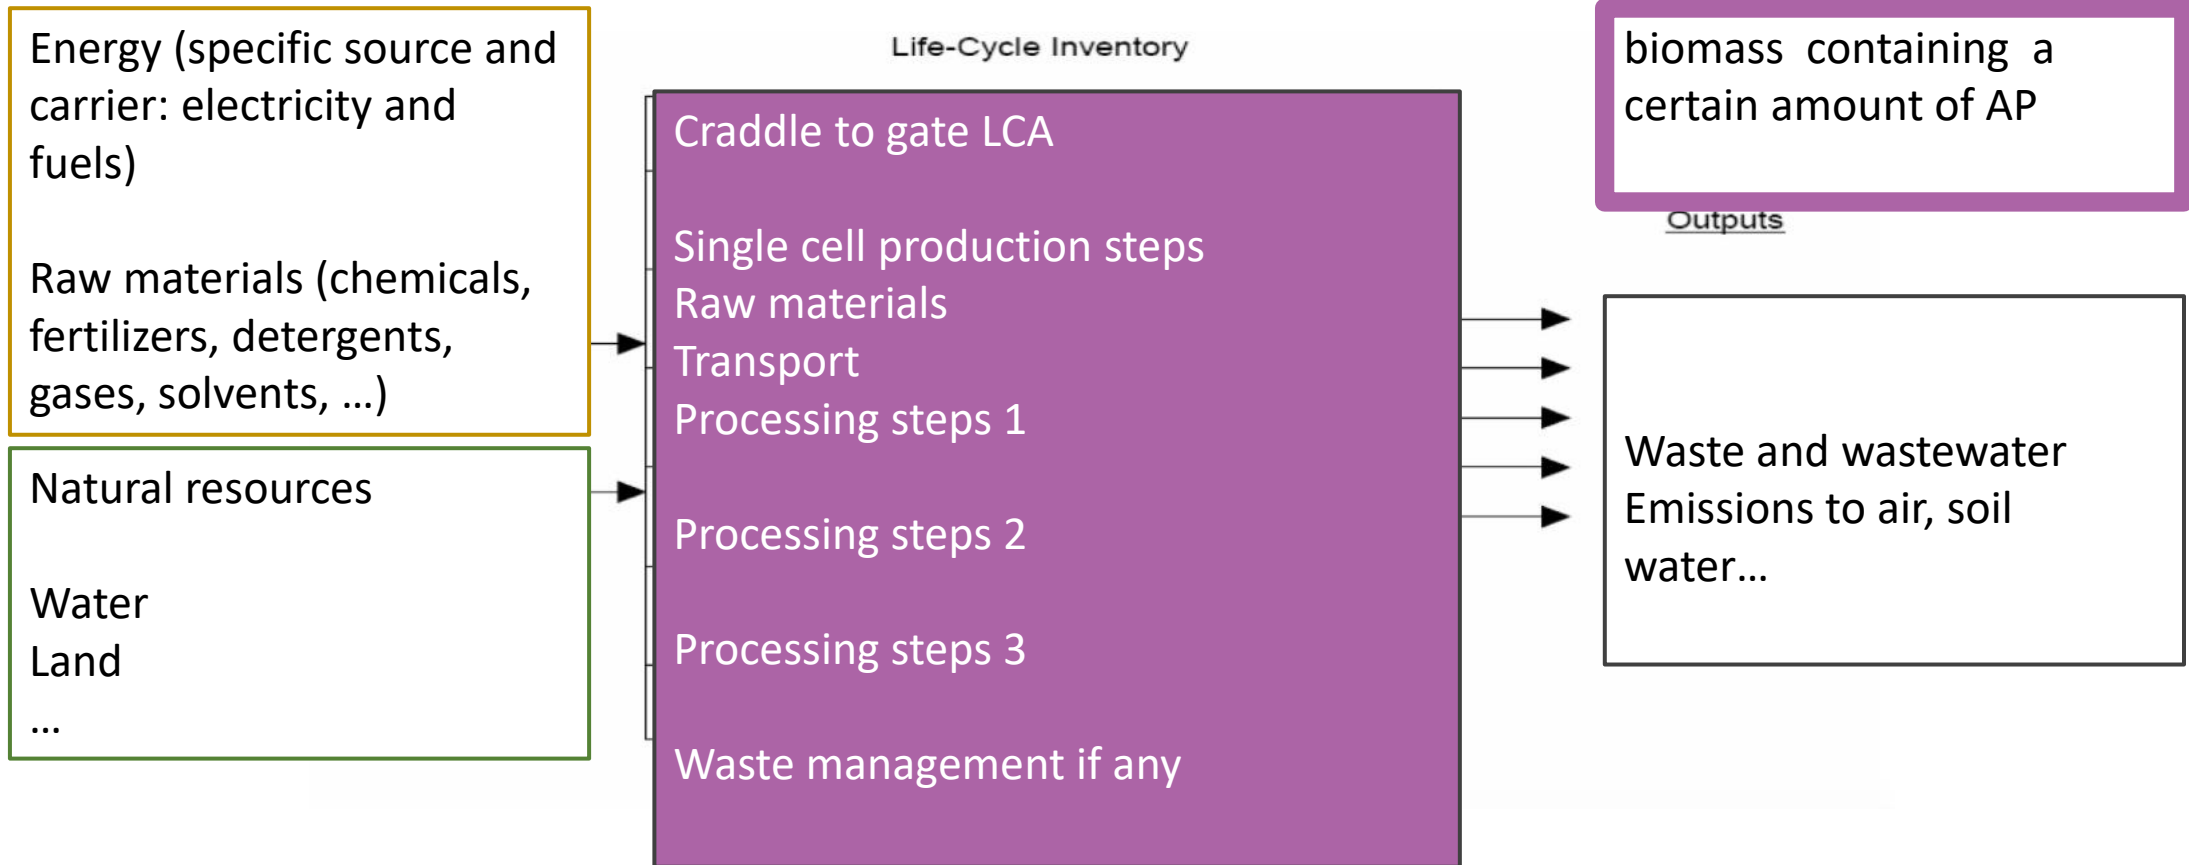 Energy (specific source and
carrier: electricity and
fuels)
Raw materials (chemicals,
fertilizers, detergents,
gases, solvents, ...)
Natural resources
Water
Land
...
Life-Cycle Inventory
Craddle to gate LCA
Single cell production steps
Raw materials
Transport
Processing steps 1
Processing steps 2
Processing steps 3
Waste management if any
biomass containing a
certain amount of AP
Outputs
Waste and wastewater
Emissions to air, soil
water...